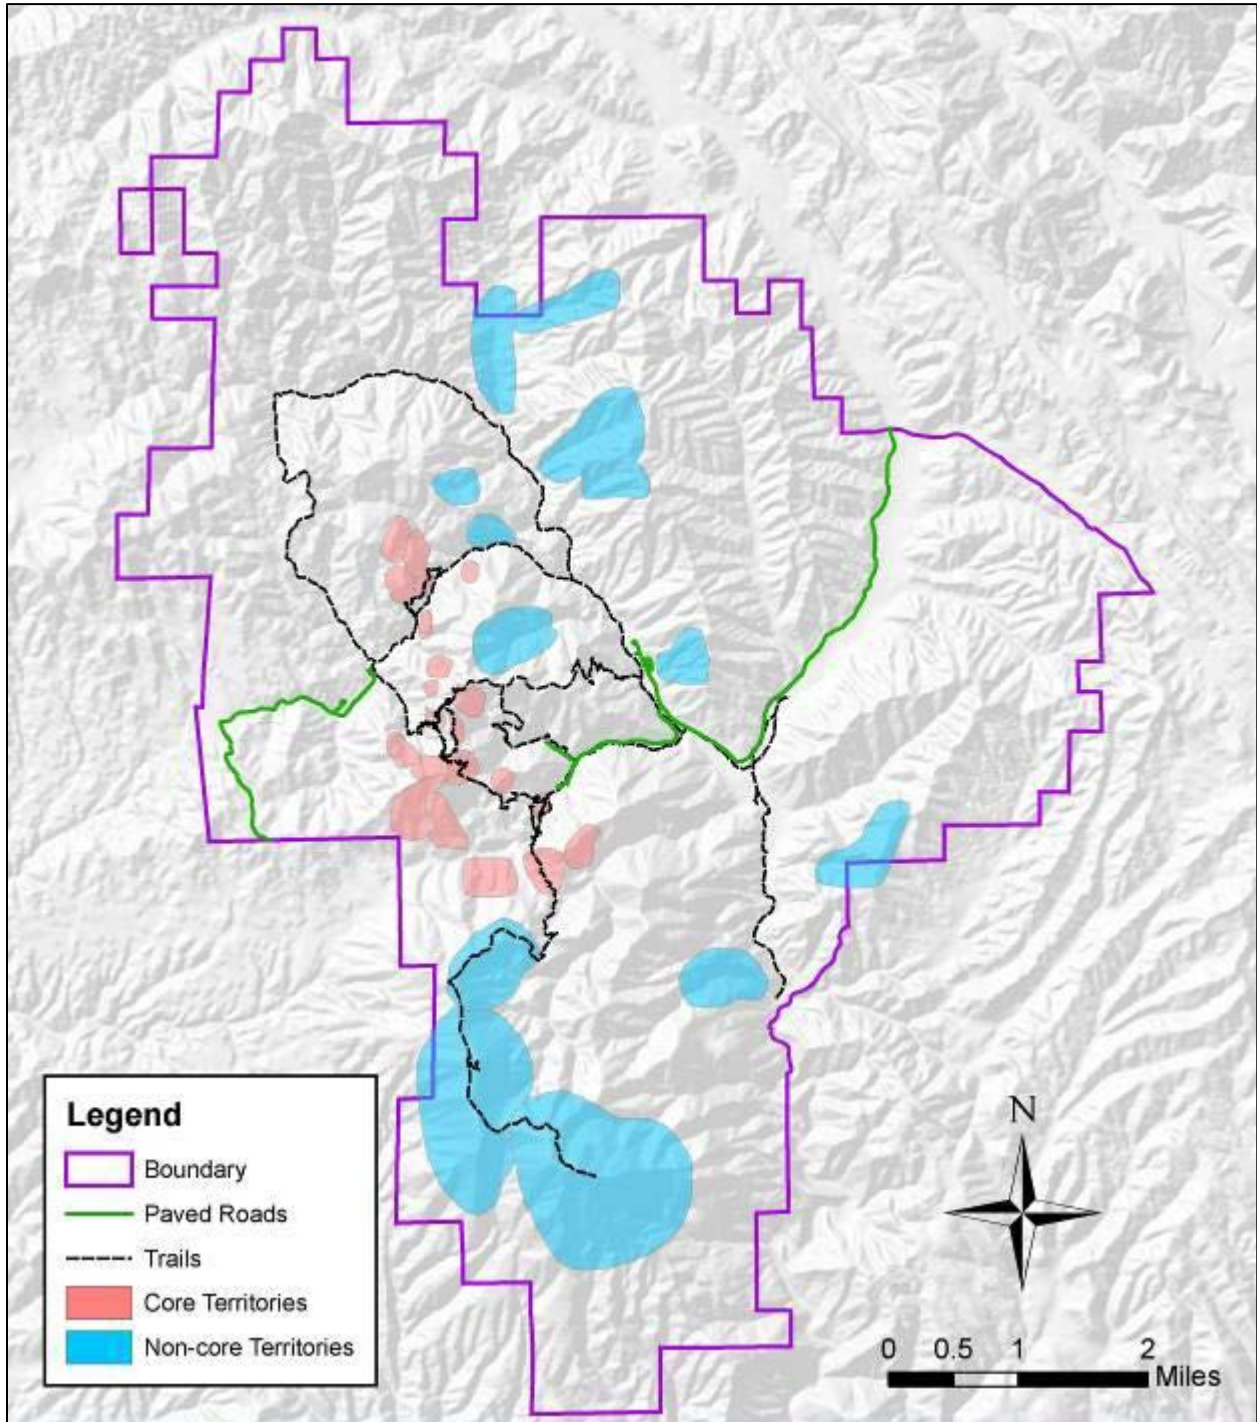 Legend
Boundary
Paved Roads
Trails
Core Territories
Non-core Territories
N
0 0.5 1 2
Miles